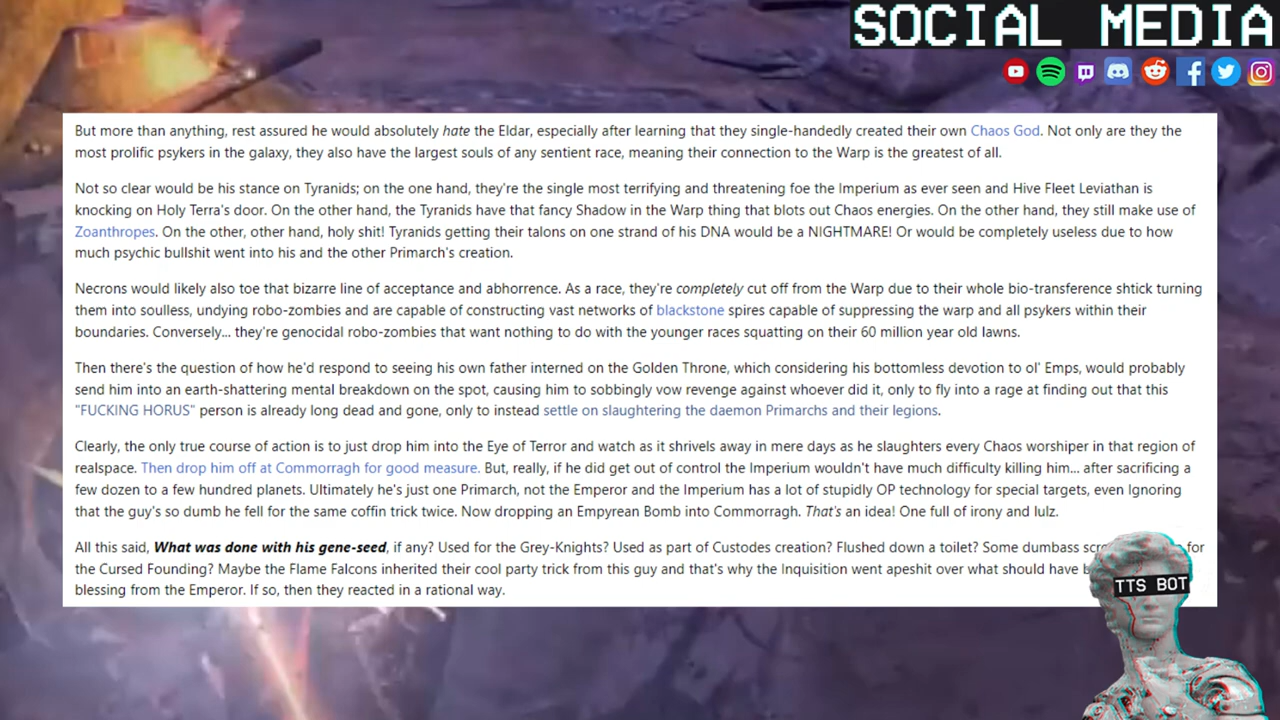 SOCIAL MEDIA
But more than anything, rest assured he would absolutely hate the Eldar, especially after learning that they single-handedly created their own Chaos God. Not only are they the
most prolific psykers in the galaxy, they also have the largest souls of any sentient race, meaning their connection to the Warp is the greatest of all.
Not so clear would be his stance on Tyranids; on the one hand, they're the single most terrifying and threatening foe the Imperium as ever seen and Hive Fleet Leviathan is
knocking on Holy Terra's door. On the other hand, the Tyranids have that fancy Shadow in the Warp thing that blots out Chaos energies. On the other hand, they still make use of
Zoanthropes. On the other, other hand, holy shit! Tyranids getting their talons on one strand of his DNA would be a NIGHTMARE! Or would be completely useless due to how
much psychic bullshit went into his and the other Primarch's creation.
Necrons would likely also toe that bizarre line of acceptance and abhorrence. As a race, they're completely cut off from the Warp due to their whole bio-transference shtick turning
them into soulless, undying robo-zombies and are capable of constructing vast networks of blackstone spires capable of suppressing the warp and all psykers within their
boundaries. Conversely... they're genocidal robo-zombies that want nothing to do with the younger races squatting on their 60 million year old lawns.
Then there's the question of how he'd respond to seeing his own father interned on the Golden Throne, which considering his bottomless devotion to ol' Emps, would probably
send him into an earth-shattering mental breakdown on the spot, causing him to sobbingly vow revenge against whoever did it, only to fly into a rage at finding out that this
"FUCKING HORUS" person is already long dead and gone, only to instead settle on slaughtering the daemon Primarchs and their legions.
Clearly, the only true course of action is to just drop him into the Eye of Terror and watch as it shrivels away in mere days as he slaughters every Chaos worshiper in that region of
realspace. Then drop him off at Commorragh for good measure. But, really, if he did get out of control the Imperium wouldn't have much difficulty killing him... after sacrificing a
few dozen to a few hundred planets. Ultimately he's just one Primarch, not the Emperor and the Imperium has a lot of stupidly OP technology for special targets, even Ignoring
that the guy's so dumb he fell for the same coffin trick twice. Now dropping an Empyrean Bomb into Commorragh. That's an idea! One full of irony and lulz.
All this said, What was done with his gene-seed, if any? Used for the Grey-Knights? Used as part of Custodes creation? Flushed down a toilet? Some dumbass for
the Cursed Founding? Maybe the Flame Falcons inherited their cool party trick from this guy and that's why the Inquisition went apeshit over what should have
blessing from the Emperor. If so, then they reacted in a rational way.
TTS BOT